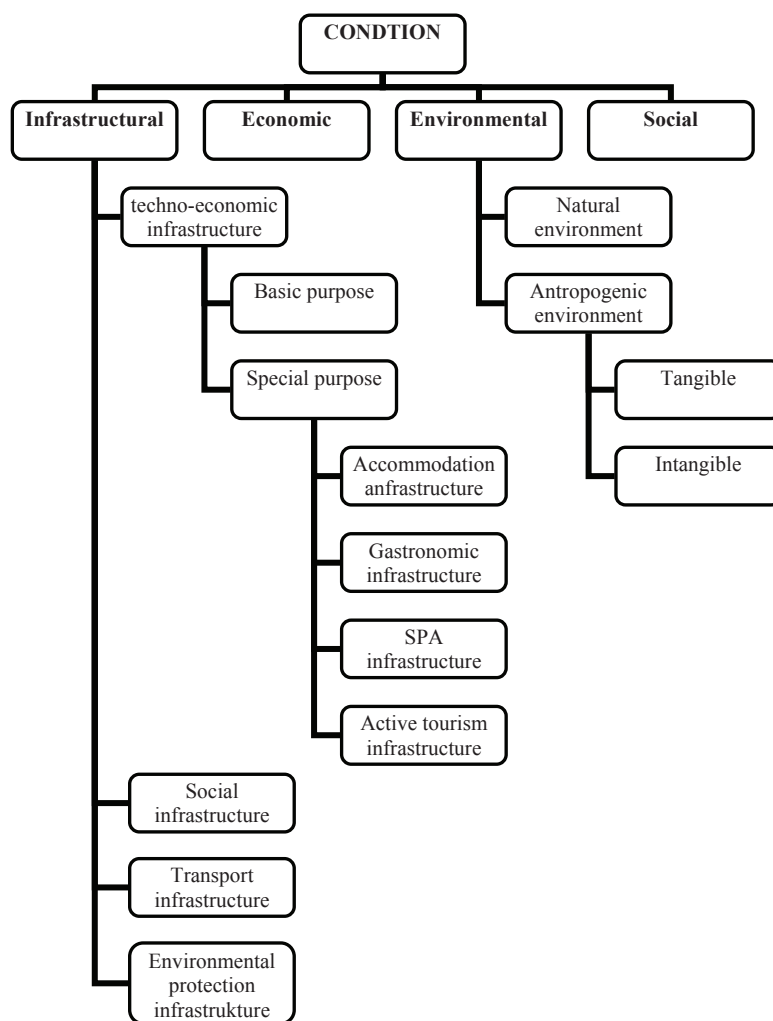 CONDTION
Infrastructural
Economic
Environmental
Social
techno-economic
infrastructure
Natural
environment
Basic purpose
Antropogenic
environment
Special purpose
Tangible
Accommodation
anfrastructure
Intangible
Gastronomic
infrastructure
SPA
infrastructure
Active tourism
infrastructure
Social
infrastructure
Transport
infrastructure
Environmental
protection
infrastrukture